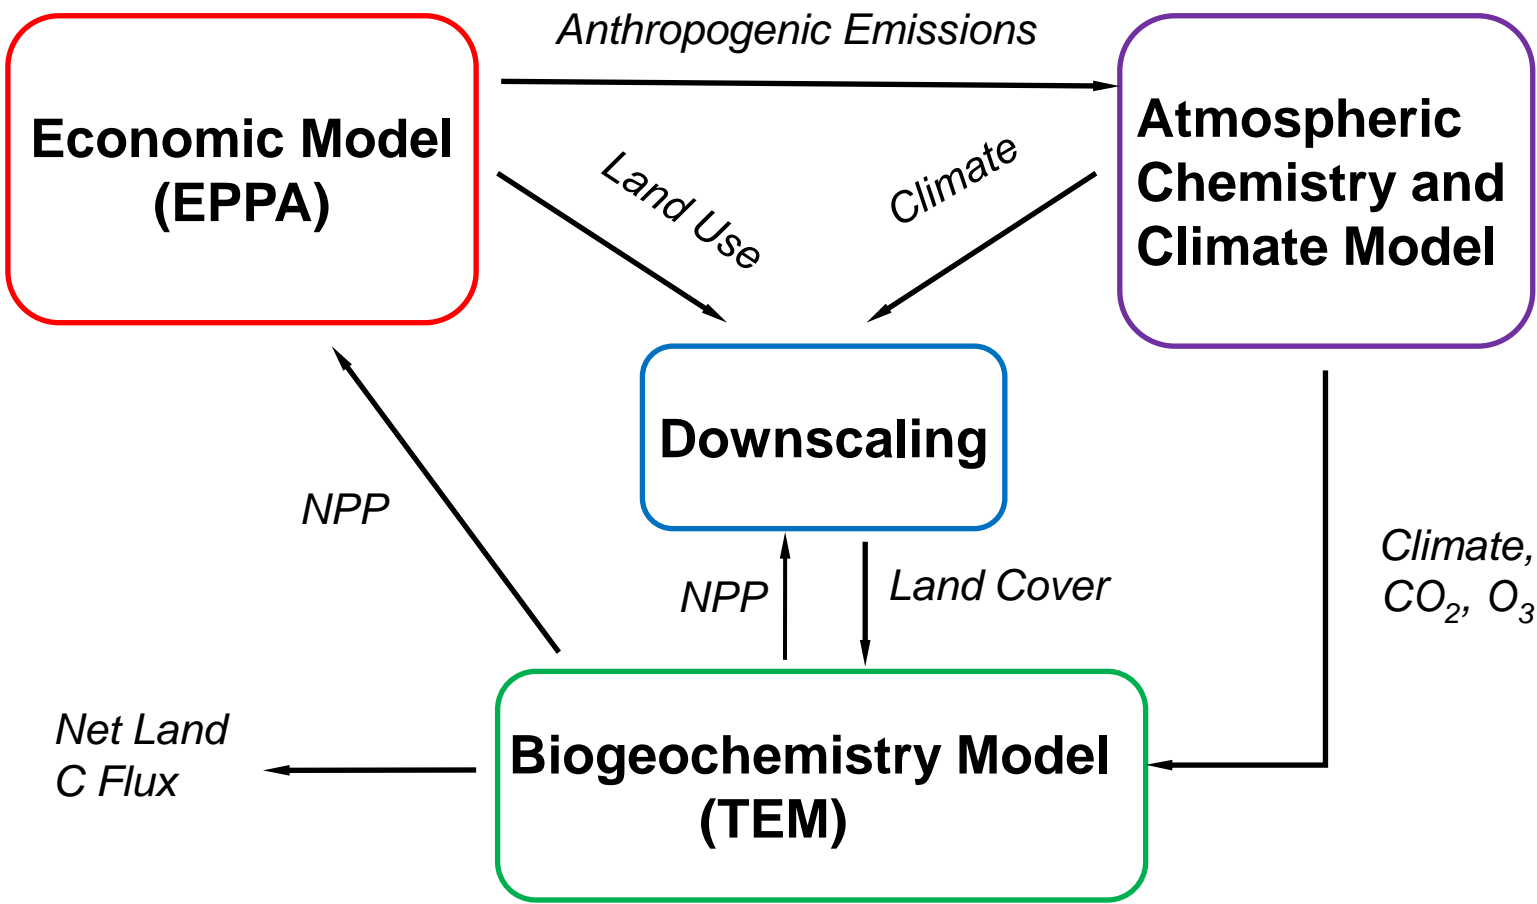 Anthropogenic Emissions
Economic Model
(EPPA)
Atmospheric
Chemistry and
Climate Model
Land Use
Climate
Downscaling
NPP
NPP
Land Cover
Climate,
CO₂, O₃
Net Land
C Flux
Biogeochemistry Model
(TEM)